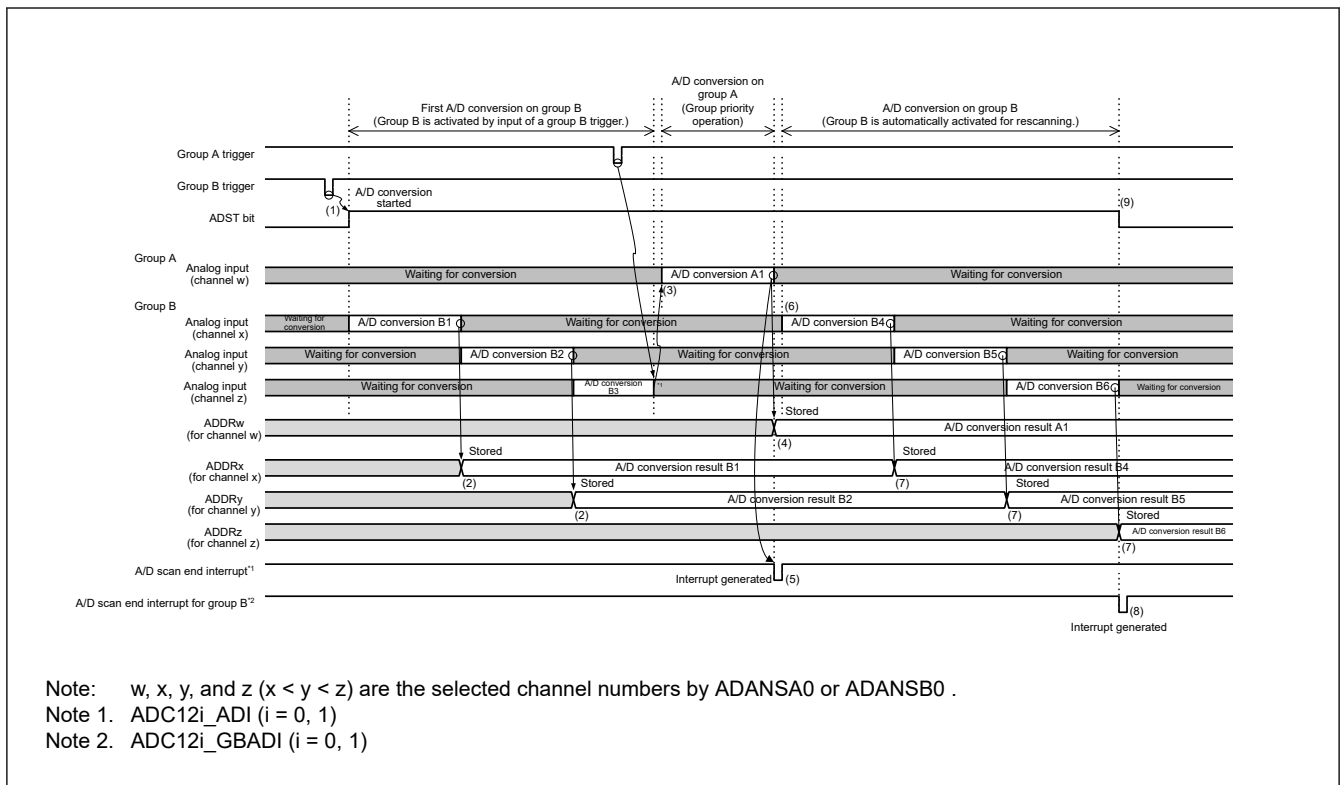 A/D conversion on
group A
(Group priority
operation)
First A/D conversion on group B
(Group B is activated by input of a group B trigger.)
A/D conversion on group B
(Group B is automatically activated for rescanning.)
Group A trigger
Group B trigger
A/D conversion
started
(1)
(9)
ADST bit
Group A
Analog input
(channel w)
Waiting for conversion
A/D conversion A1
Waiting for conversion
(3)
Group B
(6)
Analog input
(channel x)
Waiting for
conversion
A/D conversion B1
Waiting for conversion
A/D conversion B4
Waiting for conversion
Analog input
(channel y)
Waiting for conversion
A/D conversion B2
Waiting for conversion
A/D conversion B5
Waiting for conversion
Analog input
(channel z)
Waiting for conversion
A/D conversion
B3
*1
Waiting for conversion
A/D conversion B6
Waiting for conversion
Stored
ADDRw
(for channel w)
A/D conversion result A1
(4)
Stored
Stored
ADDRx
(for channel x)
A/D conversion result B1
A/D conversion result B4
(2)
(7)
Stored
Stored
ADDRy
(for channel y)
A/D conversion result B2
A/D conversion result B5
(2)
(7)
Stored
ADDRz
(for channel z)
A/D conversion result B6
(7)
A/D scan end interrupt*1
Interrupt generated
(5)
A/D scan end interrupt for group B*2
(8)
Interrupt generated
Note: w, x, y, and z (x < y < z) are the selected channel numbers by ADANSA0 or ADANSB0 .
Note 1. ADC12i_ADI (i = 0, 1)
Note 2. ADC12i_GBADI (i = 0, 1)